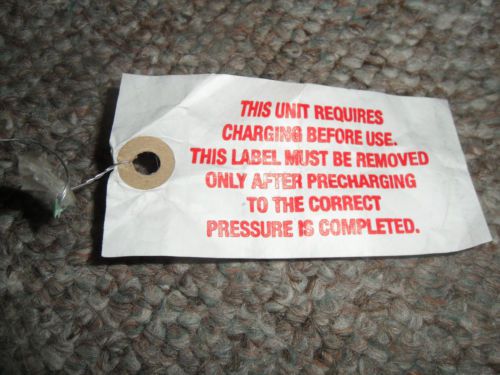 THIS UNIT REQUIRES
CHARGING BEFORE USE.
THIS LABEL MUST BE REMOVED
ONLY AFTER PRECHARGING
TO THE CORRECT
PRESSURE IS COMPLETED.